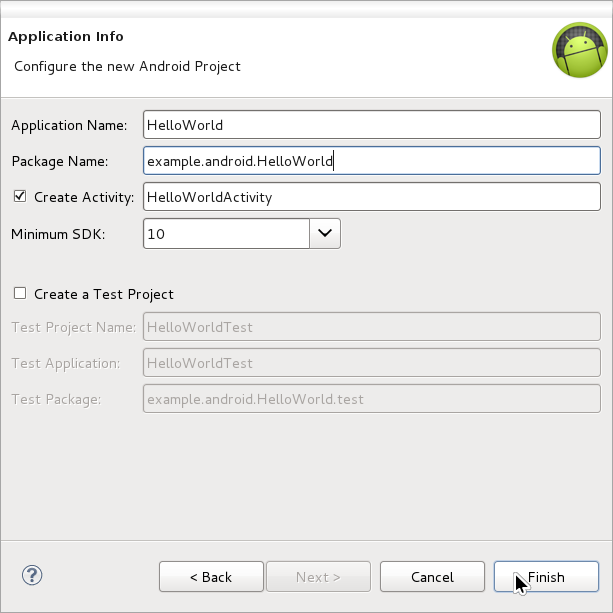 Application Info
Configure the new Android Project
Application Name: HelloWorld
Package Name: example.android.HelloWorld
Create Activity: HelloWorldActivity
Minimum SDK: 10
Create a Test Project
Test Project Name: HelloWorldTest
Test Application: HelloWorldTest
Test Package: example.android.HelloWorld.test
? < Back Next > Cancel Finish